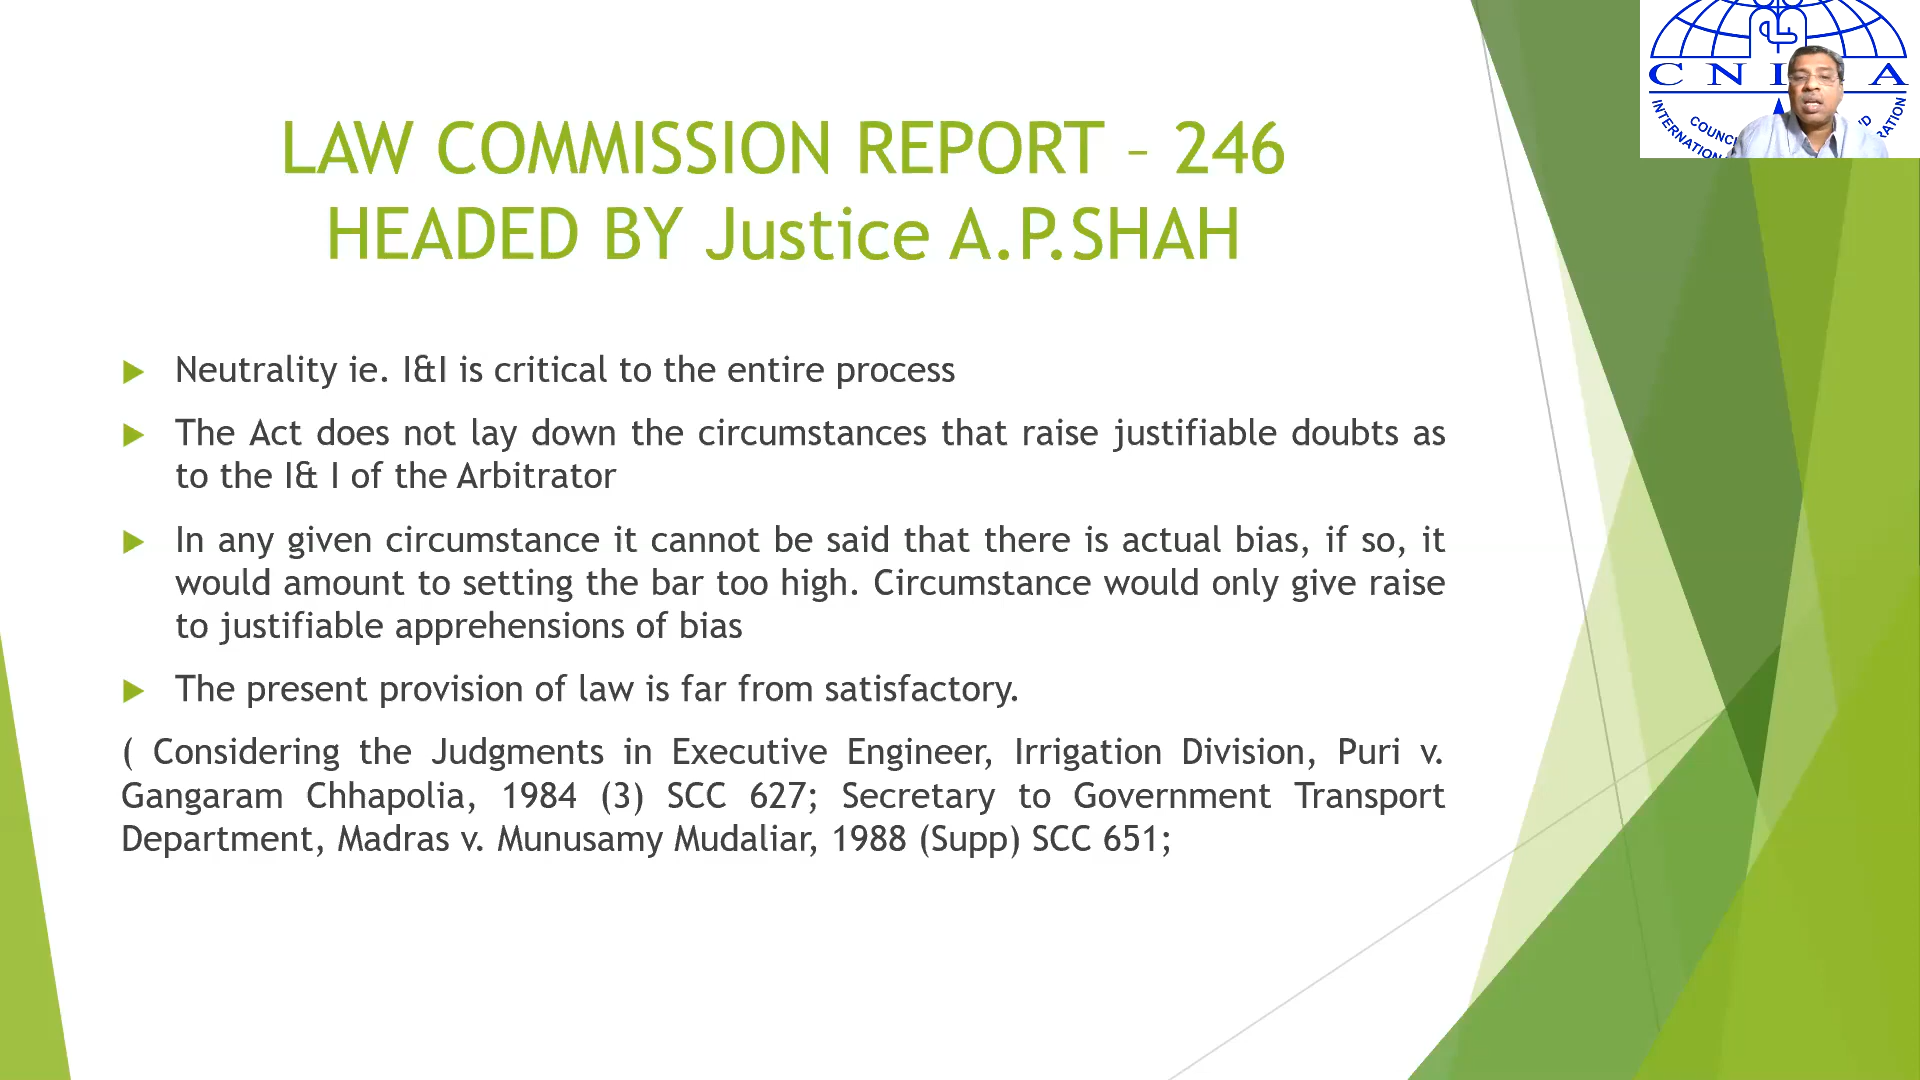 LAW COMMISSION REPORT – 246
HEADED BY Justice A.P.SHAH
Neutrality ie. I&I is critical to the entire process
The Act does not lay down the circumstances that raise justifiable doubts as
to the I& I of the Arbitrator
In any given circumstance it cannot be said that there is actual bias, if so, it
would amount to setting the bar too high. Circumstance would only give raise
to justifiable apprehensions of bias
The present provision of law is far from satisfactory.
( Considering the Judgments in Executive Engineer, Irrigation Division, Puri v.
Gangaram Chhapolia, 1984 (3) SCC 627; Secretary to Government Transport
Department, Madras v. Munusamy Mudaliar, 1988 (Supp) SCC 651;
C N I A